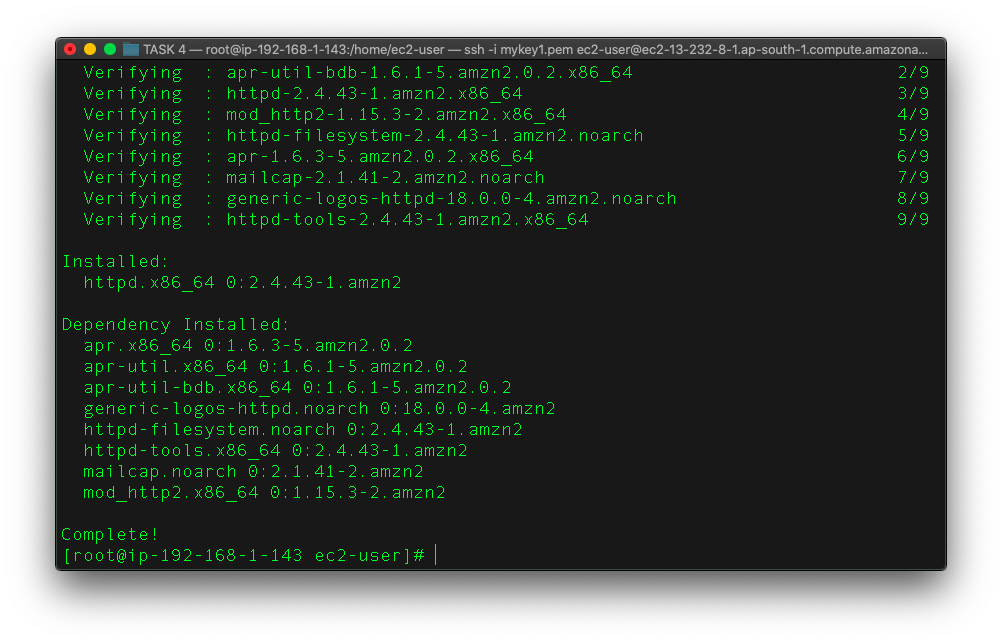 TASK 4 — root@ip-192-168-1-143:/home/ec2-user — ssh -i mykey1.pem ec2-user@ec2-13-232-8-1.ap-south-1.compute.amazona...
Verifying : apr-util-bdb-1.6.1-5.amzn2.0.2.x86_64 2/9
Verifying : httpd-2.4.43-1.amzn2.x86_64 3/9
Verifying : mod_http2-1.15.3-2.amzn2.x86_64 4/9
Verifying : httpd-filesystem-2.4.43-1.amzn2.noarch 5/9
Verifying : apr-1.6.3-5.amzn2.0.2.x86_64 6/9
Verifying : mailcap-2.1.41-2.amzn2.noarch 7/9
Verifying : generic-logos-httpd-18.0.0-4.amzn2.noarch 8/9
Verifying : httpd-tools-2.4.43-1.amzn2.x86_64 9/9
Installed:
httpd.x86_64 0:2.4.43-1.amzn2
Dependency Installed:
apr.x86_64 0:1.6.3-5.amzn2.0.2
apr-util.x86_64 0:1.6.1-5.amzn2.0.2
apr-util-bdb.x86_64 0:1.6.1-5.amzn2.0.2
generic-logos-httpd.noarch 0:18.0.0-4.amzn2
httpd-filesystem.noarch 0:2.4.43-1.amzn2
httpd-tools.x86_64 0:2.4.43-1.amzn2
mailcap.noarch 0:2.1.41-2.amzn2
mod_http2.x86_64 0:1.15.3-2.amzn2
Complete!
[root@ip-192-168-1-143 ec2-user]#